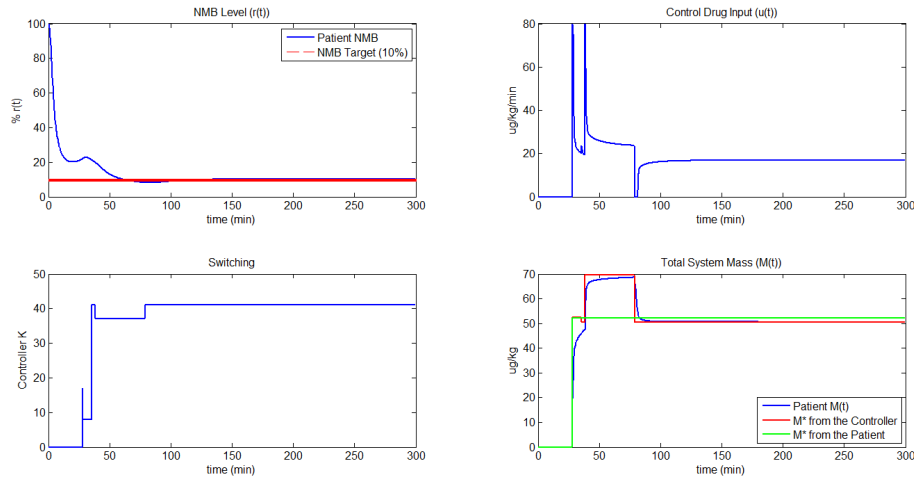 NMB Level (r(t))
100
80
60
40
20
0
% r(t)
Patient NMB
NMB Target (10%)
0 50 100 150 200 250 300
time (min)
Control Drug Input (u(t))
80
60
40
20
0
ug/kg/min
0 50 100 150 200 250 300
time (min)
Switching
50
40
30
20
10
0
Controller K
0 50 100 150 200 250 300
time (min)
Total System Mass (M(t))
70
60
50
40
30
20
10
0
ug/kg
Patient M(t)
M* from the Controller
M* from the Patient
0 50 100 150 200 250 300
time (min)